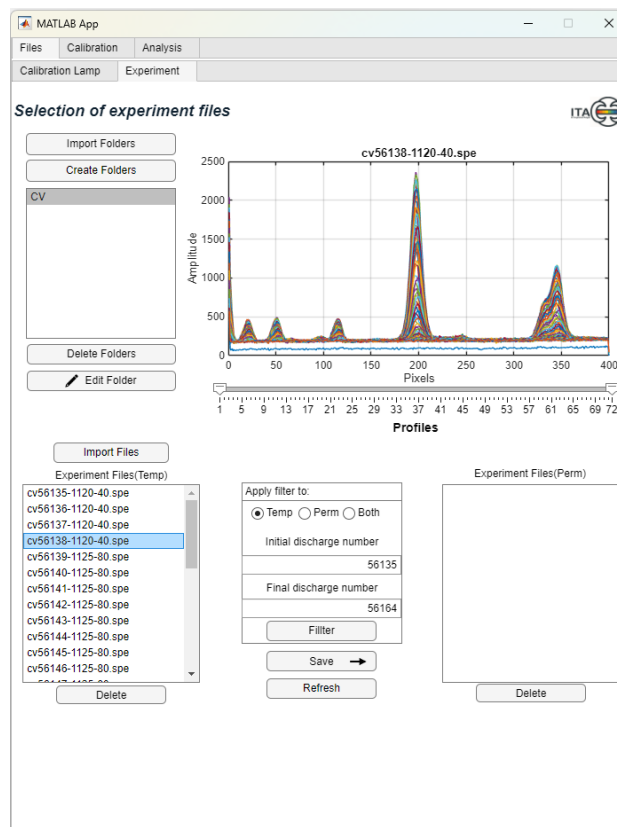 MATLAB App
Files Calibration Analysis
Calibration Lamp Experiment
Selection of experiment files
ITA
Import Folders
Create Folders
CV
Delete Folders
Edit Folder
cv56138-1120-40.spe
2500
2000
1500
1000
500
0
Amplitude
0 50 100 150 200 250 300 350 400
Pixels
1 5 9 13 17 21 25 29 33 37 41 45 49 53 57 61 65 69 72
Profiles
Import Files
Experiment Files(Temp)
cv56135-1120-40.spe
cv56136-1120-40.spe
cv56137-1120-40.spe
cv56138-1120-40.spe
cv56139-1125-80.spe
cv56140-1125-80.spe
cv56141-1125-80.spe
cv56142-1125-80.spe
cv56143-1125-80.spe
cv56144-1125-80.spe
cv56145-1125-80.spe
cv56146-1125-80.spe
Delete
Apply filter to:
Temp Perm Both
Initial discharge number
56135
Final discharge number
56164
Fillter
Save
Refresh
Experiment Files(Perm)
Delete